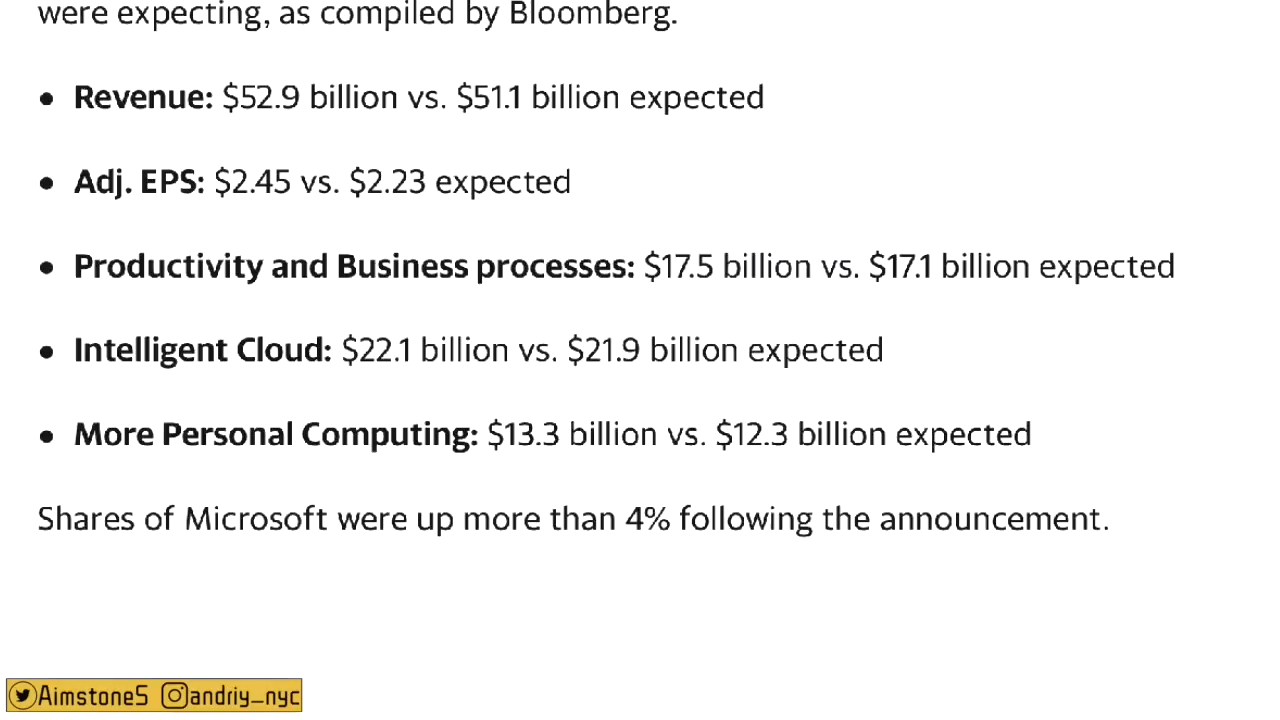 were expecting, as compiled by Bloomberg.
• Revenue: $52.9 billion vs. $51.1 billion expected
• Adj. EPS: $2.45 vs. $2.23 expected
• Productivity and Business processes: $17.5 billion vs. $17.1 billion expected
• Intelligent Cloud: $22.1 billion vs. $21.9 billion expected
• More Personal Computing: $13.3 billion vs. $12.3 billion expected
Shares of Microsoft were up more than 4% following the announcement.
Aimstone5 andriy_nyc